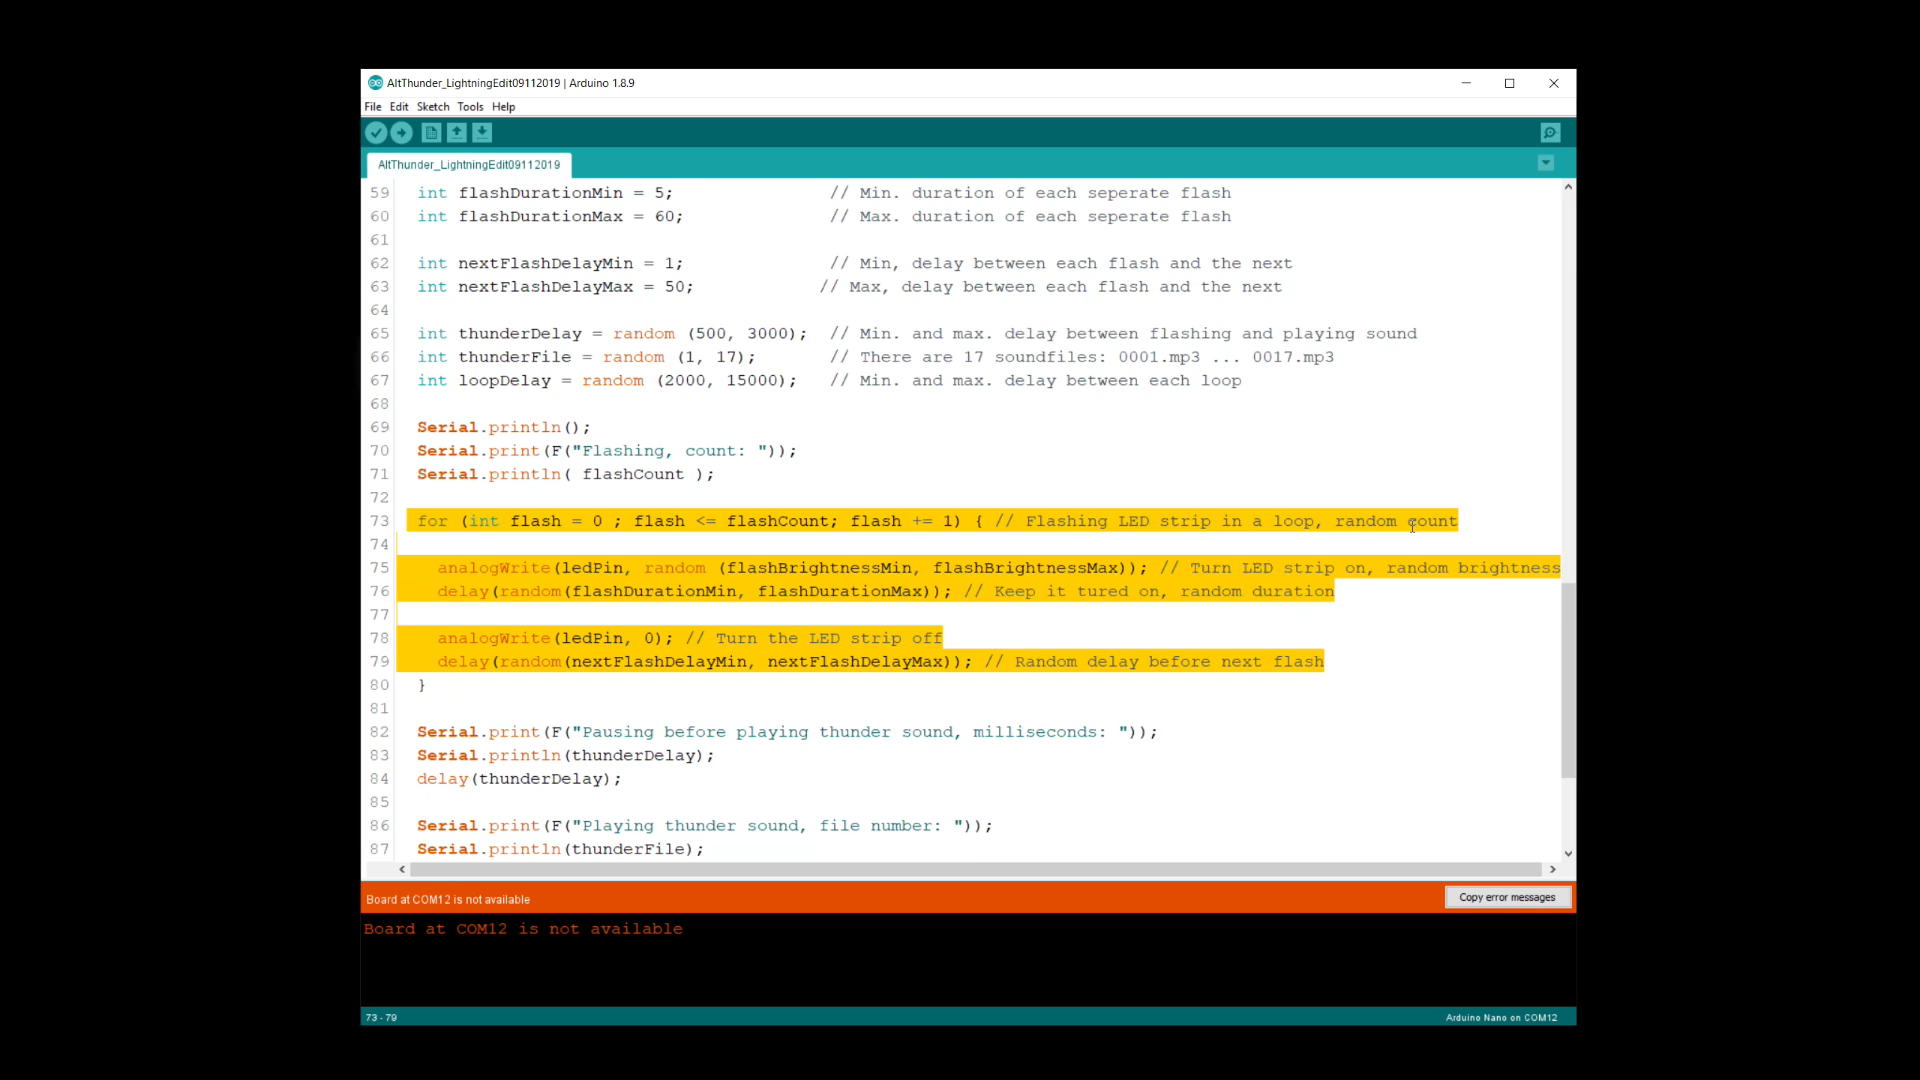 AltThunder_LightningEdit09112019 | Arduino 1.8.9
File Edit Sketch Tools Help
AltThunder_LightningEdit09112019
59 int flashDurationMin = 5; // Min. duration of each seperate flash
60 int flashDurationMax = 60; // Max. duration of each seperate flash
61
62 int nextFlashDelayMin = 1; // Min, delay between each flash and the next
63 int nextFlashDelayMax = 50; // Max, delay between each flash and the next
64
65 int thunderDelay = random (500, 3000); // Min. and max. delay between flashing and playing sound
66 int thunderFile = random (1, 17); // There are 17 soundfiles: 0001.mp3 ... 0017.mp3
67 int loopDelay = random (2000, 15000); // Min. and max. delay between each loop
68
69 Serial.println();
70 Serial.print(F("Flashing, count: "));
71 Serial.println( flashCount );
72
73 for (int flash = 0 ; flash <= flashCount; flash += 1) { // Flashing LED strip in a loop, random count
74
75 analogWrite(ledPin, random (flashBrightnessMin, flashBrightnessMax)); // Turn LED strip on, random brightness
76 delay(random(flashDurationMin, flashDurationMax)); // Keep it tured on, random duration
77
78 analogWrite(ledPin, 0); // Turn the LED strip off
79 delay(random(nextFlashDelayMin, nextFlashDelayMax)); // Random delay before next flash
80 }
81
82 Serial.print(F("Pausing before playing thunder sound, milliseconds: "));
83 Serial.println(thunderDelay);
84 delay(thunderDelay);
85
86 Serial.print(F("Playing thunder sound, file number: "));
87 Serial.println(thunderFile);
Board at COM12 is not available
Copy error messages
Board at COM12 is not available
73 - 79
Arduino Nano on COM12